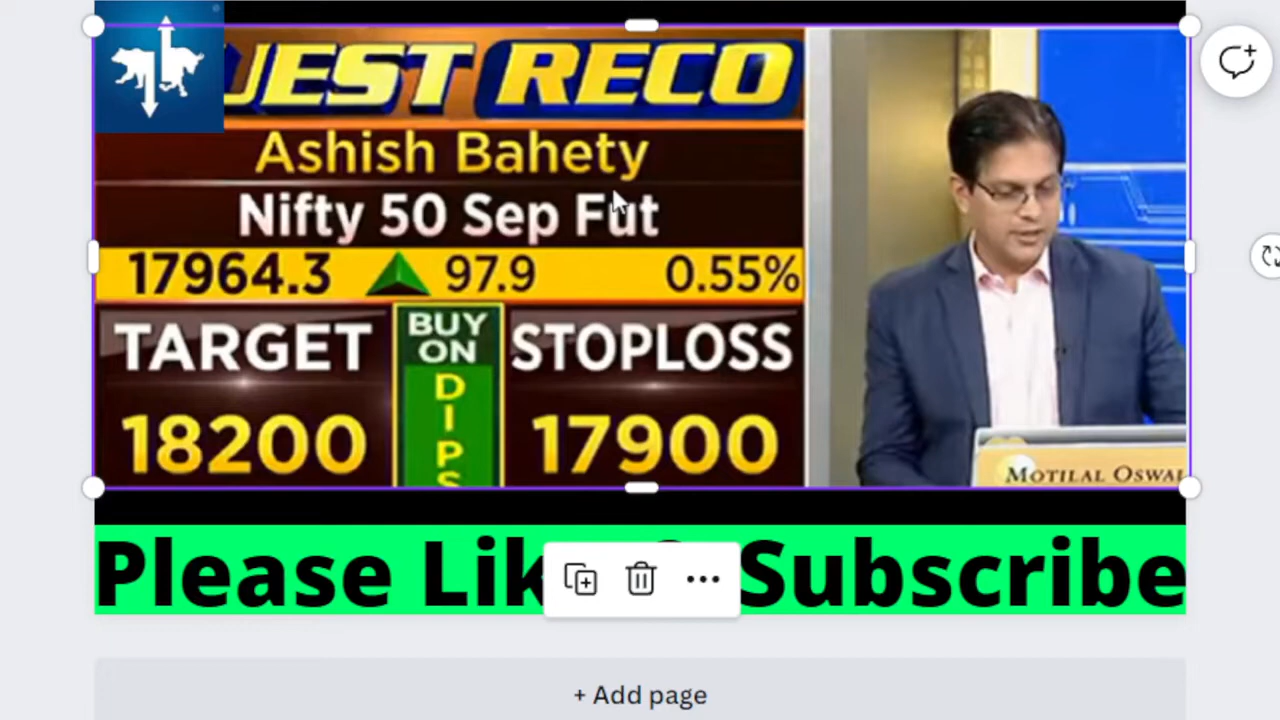 UEST RECO
Ashish Bahety
Nifty 50 Sep Fut
17964.3 97.9 0.55%
TARGET
18200
BUY
ON
DIPS
STOPLOSS
17900
MOTILAL OSWAL
Please Lik Subscribe
+ Add page